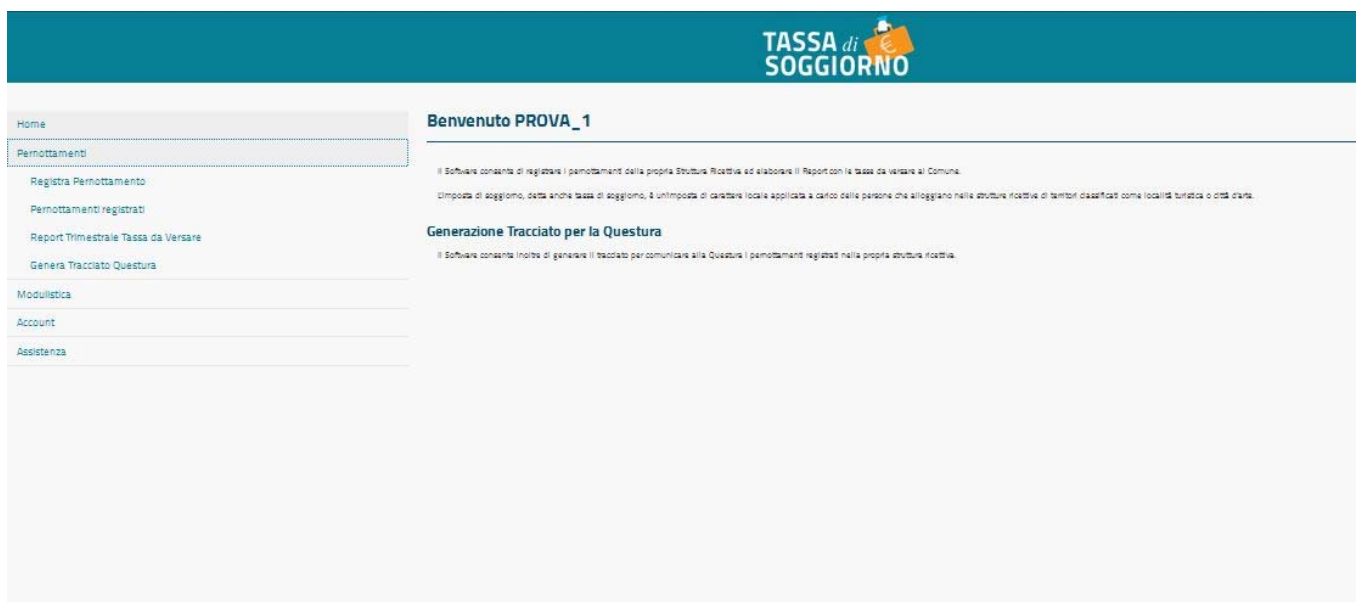 TASSA di
SOGGIORNO
Home
Pernottamenti
Registra Pernottamento
Pernottamenti registrati
Report Trimestrale Tassa da Versare
Genera Tracciato Questura
Modulistica
Account
Assistenza
Benvenuto PROVA_1
Il Software consente di registrare i pernottamenti della propria Strutture Ricettiva ed elaborare il Report con le tasse da versare al Comune.
L'imposta di soggiorno, detta anche tassa di soggiorno, è un'imposta di carattere locale applicata a carico delle persone che alloggiano nelle strutture ricettive di territori classificati come località turistica o città d'arte.
Generazione Tracciato per la Questura
Il Software consente inoltre di generare il tracciato per comunicare alla Questura i pernottamenti registrati nella propria struttura ricettiva.